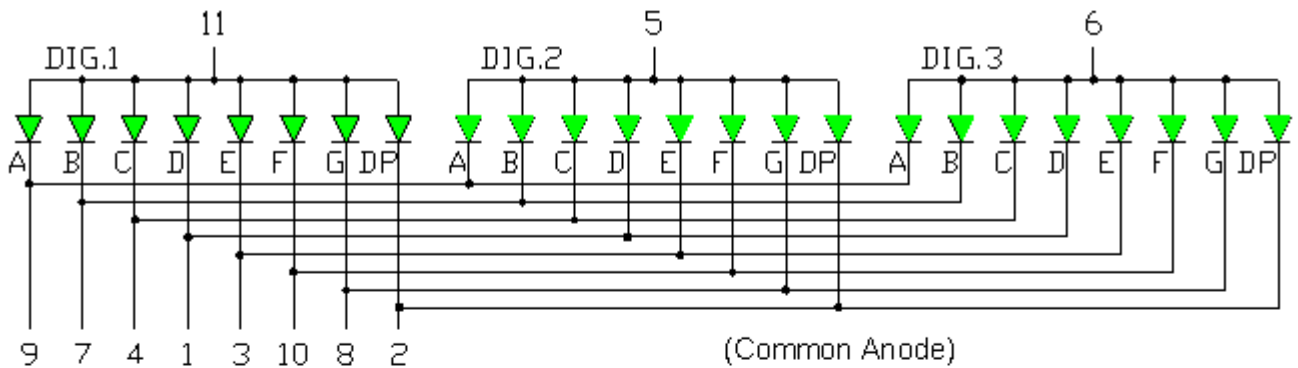 11 5 6
DIG.1 DIG.2 DIG.3
A B C D E F G DP A B C D E F G DP A B C D E F G DP
9 7 4 1 3 10 8 2 (Common Anode)